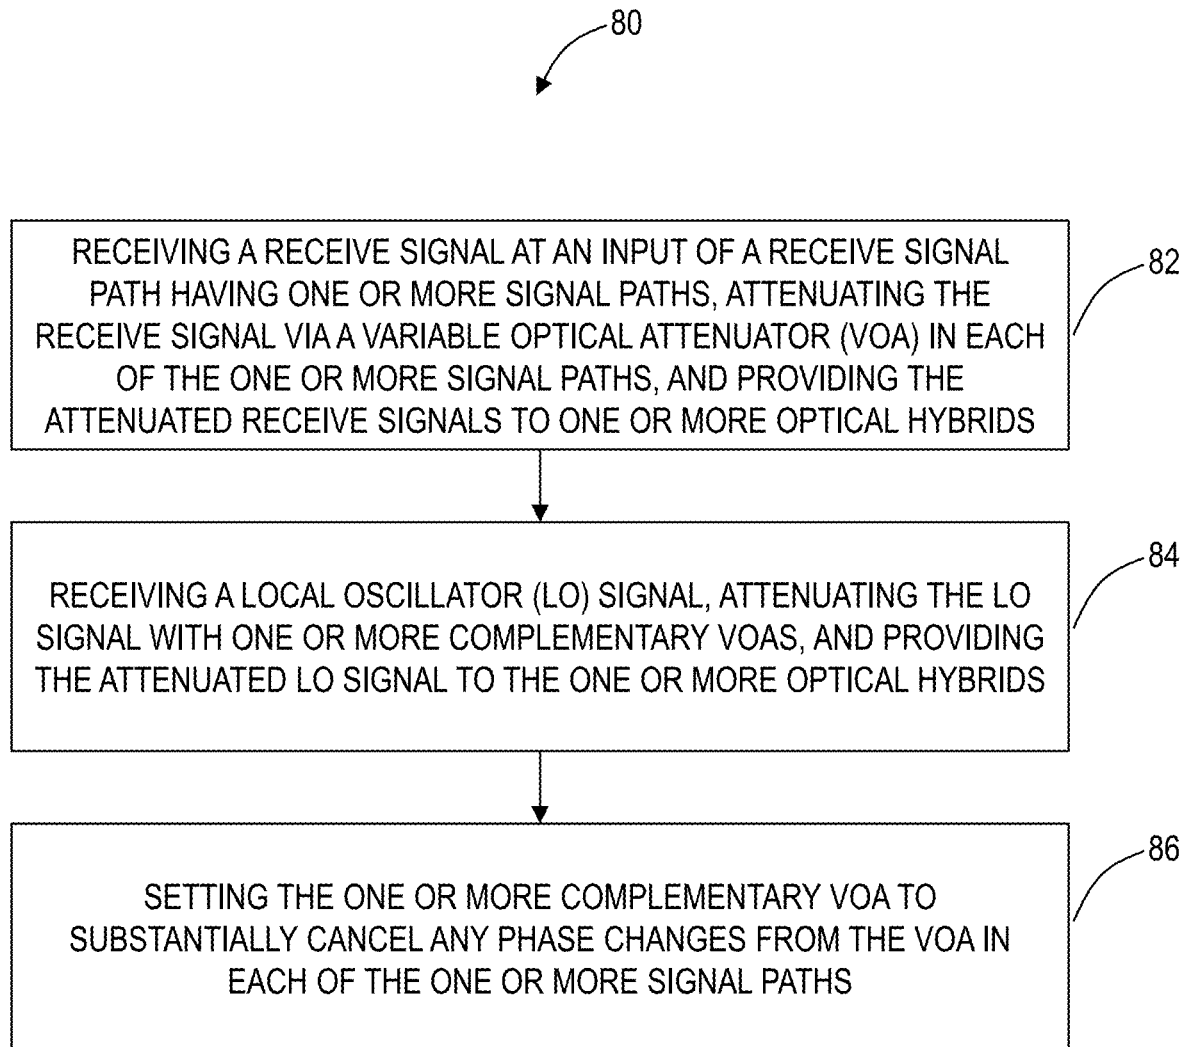 80
RECEIVING A RECEIVE SIGNAL AT AN INPUT OF A RECEIVE SIGNAL
PATH HAVING ONE OR MORE SIGNAL PATHS, ATTENUATING THE
RECEIVE SIGNAL VIA A VARIABLE OPTICAL ATTENUATOR (VOA) IN EACH
OF THE ONE OR MORE SIGNAL PATHS, AND PROVIDING THE
ATTENUATED RECEIVE SIGNALS TO ONE OR MORE OPTICAL HYBRIDS
82
RECEIVING A LOCAL OSCILLATOR (LO) SIGNAL, ATTENUATING THE LO
SIGNAL WITH ONE OR MORE COMPLEMENTARY VOAS, AND PROVIDING
THE ATTENUATED LO SIGNAL TO THE ONE OR MORE OPTICAL HYBRIDS
84
SETTING THE ONE OR MORE COMPLEMENTARY VOA TO
SUBSTANTIALLY CANCEL ANY PHASE CHANGES FROM THE VOA IN
EACH OF THE ONE OR MORE SIGNAL PATHS
86